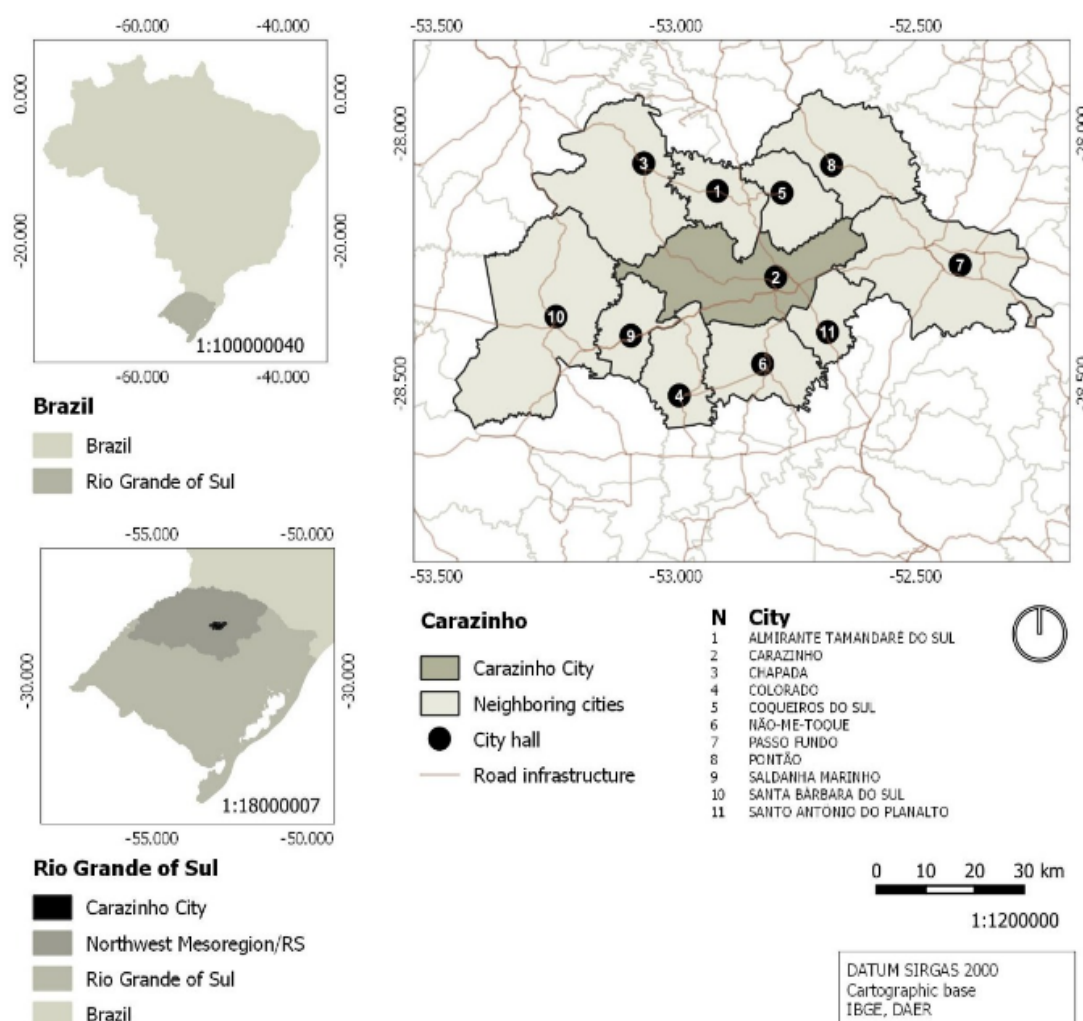 -60.000 -40.000
0.000 0.000
-20.000 -20.000
1:100000040
-60.000 -40.000
Brazil
Brazil
Rio Grande of Sul
-55.000 -50.000
-30.000 -30.000
1:18000007
-55.000 -50.000
Rio Grande of Sul
Carazinho City
Northwest Mesoregion/RS
Rio Grande of Sul
Brazil
-53.500 -53.000 -52.500
-28.000 -28.000
-28.500 -28.500
3
8
1
5
7
2
10
11
9
6
4
-53.500 -53.000 -52.500
Carazinho
Carazinho City
Neighboring cities
City hall
Road infrastructure
N City
1 ALMIRANTE TAMANDARÉ DO SUL
2 CARAZINHO
3 CHAPADA
4 COLORADO
5 COQUEIROS DO SUL
6 NÃO-ME-TOQUE
7 PASSO FUNDO
8 PONTÃO
9 SALDANHA MARINHO
10 SANTA BÁRBARA DO SUL
11 SANTO ANTÔNIO DO PLANALTO
0 10 20 30 km
1:1200000
DATUM SIRGAS 2000
Cartographic base
IBGE, DAER